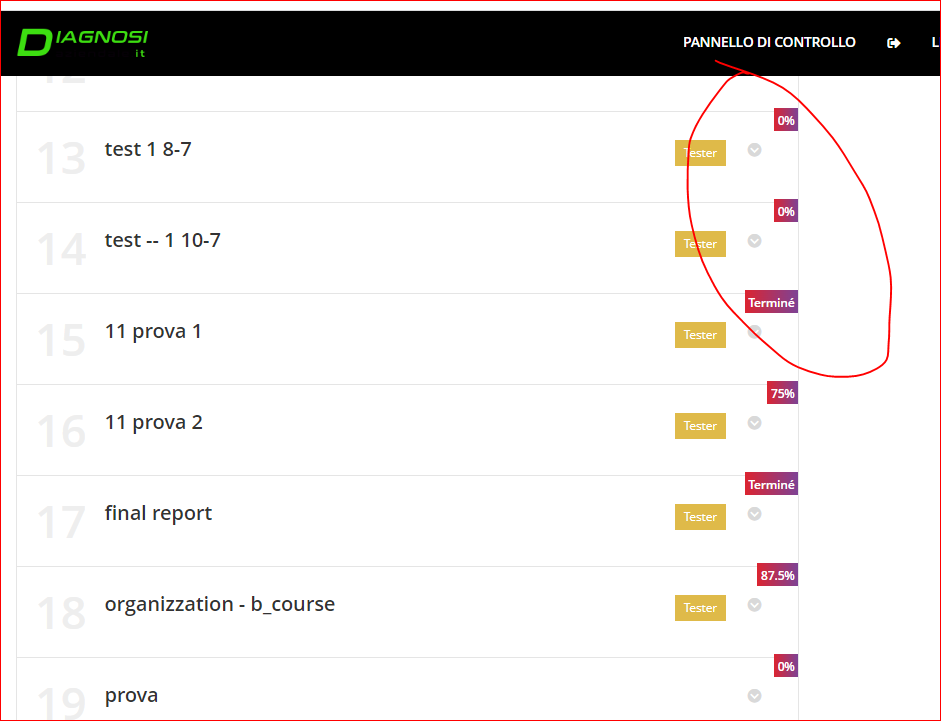 DIAGNOSI
it
PANNELLO DI CONTROLLO
L
0%
13 test 1 8-7 Tester
0%
14 test -- 1 10-7 Tester
Terminé
15 11 prova 1 Tester
75%
16 11 prova 2 Tester
Terminé
17 final report Tester
87.5%
18 organizzation - b_course Tester
0%
19 prova